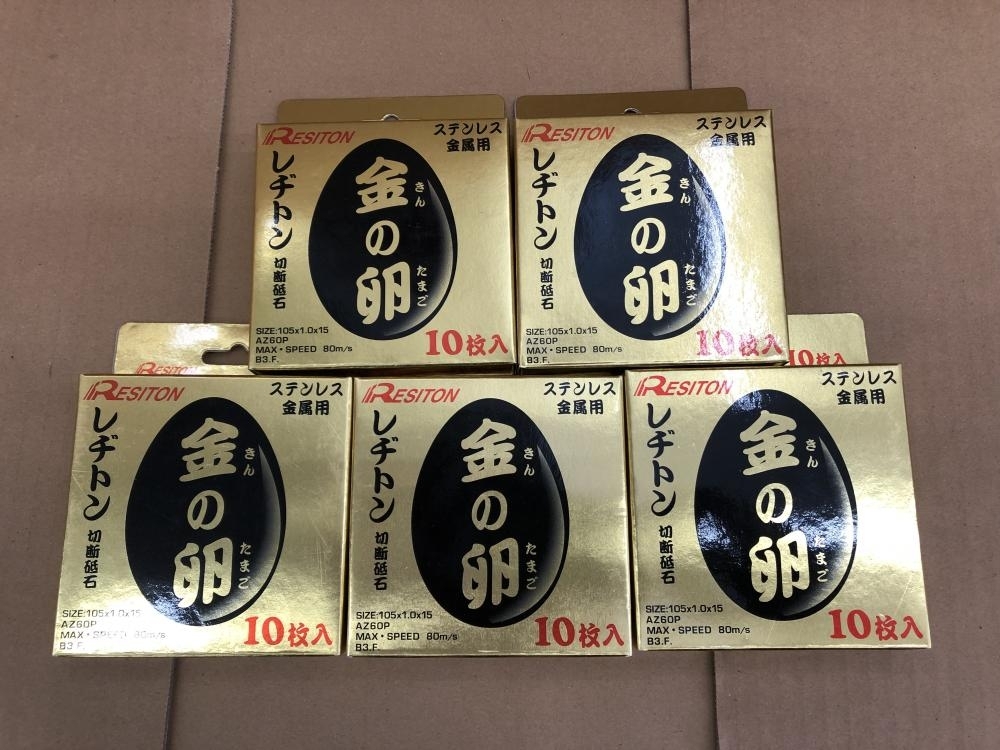 RESITON
ステンレス
金属用
レヂトン
切断砥石
金の卵
きん
たまご
SIZE:105x1.0x15
AZ60P
MAX・SPEED 80m/s
B3.F.
10枚入
RESITON
ステンレス
金属用
レヂトン
切断砥石
金の卵
きん
たまご
SIZE:105x1.0x15
AZ60P
MAX・SPEED 80m/s
B3.F.
10枚入
RESITON
10枚入
RESITON
ステンレス
金属用
レヂトン
切断砥石
金の卵
きん
たまご
SIZE:105x1.0x15
AZ60P
MAX・SPEED 80m/s
B3.F.
10枚入
RESITON
ステンレス
金属用
レヂトン
切断砥石
金の卵
きん
たまご
SIZE:105x1.0x15
AZ60P
MAX・SPEED 80m/s
B3.F.
10枚入
RESITON
ステンレス
金属用
レヂトン
切断砥石
金の卵
きん
たまご
SIZE:105x1.0x15
AZ60P
MAX・SPEED 80m/s
B3.F.
10枚入